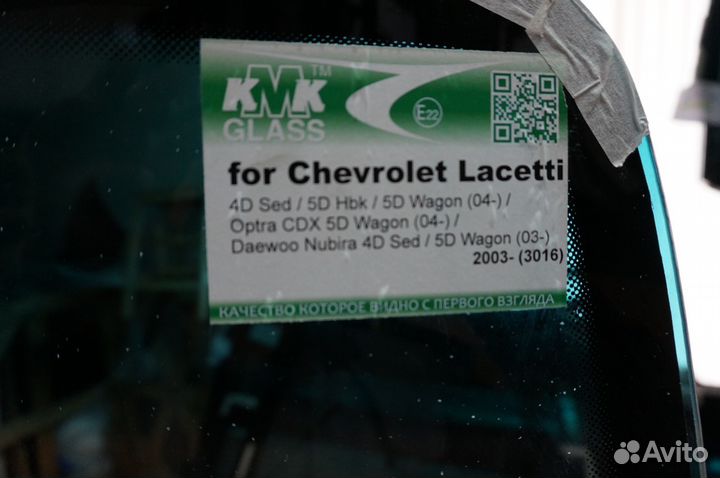 KMK™
GLASS
E22
for Chevrolet Lacetti
4D Sed / 5D Hbk / 5D Wagon (04-) /
Optra CDX 5D Wagon (04-) /
Daewoo Nubira 4D Sed / 5D Wagon (03-)
2003- (3016)
КАЧЕСТВО КОТОРОЕ ВИДНО С ПЕРВОГО ВЗГЛЯДА
Avito